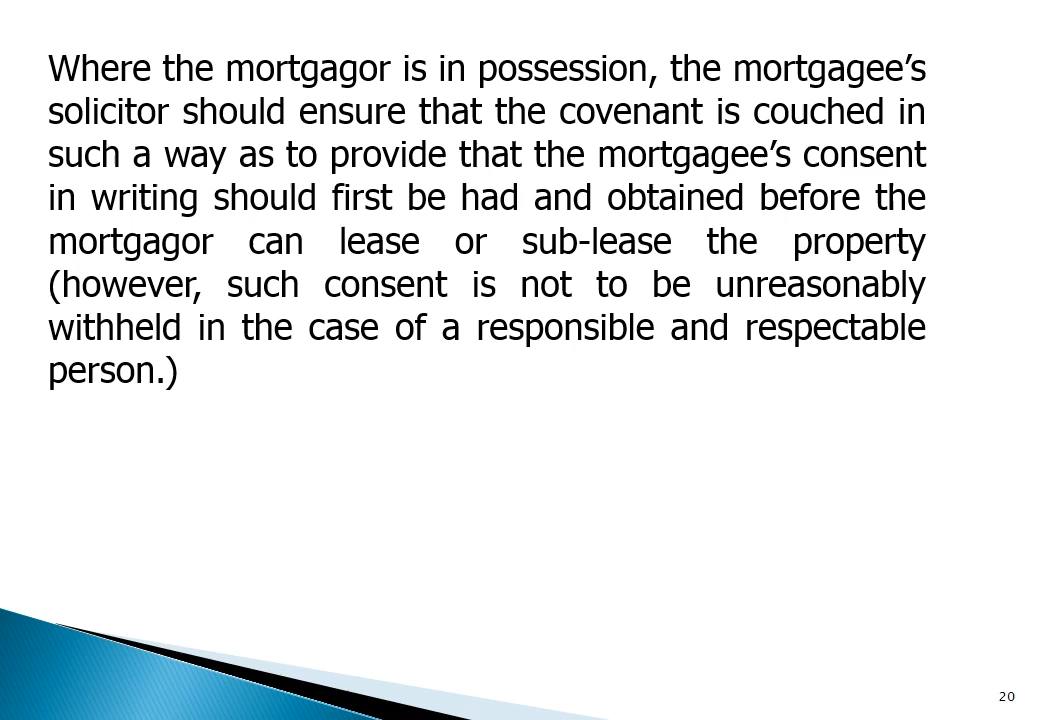 Where the mortgagor is in possession, the mortgagee’s
solicitor should ensure that the covenant is couched in
such a way as to provide that the mortgagee’s consent
in writing should first be had and obtained before the
mortgagor can lease or sub-lease the property
(however, such consent is not to be unreasonably
withheld in the case of a responsible and respectable
person.)
20